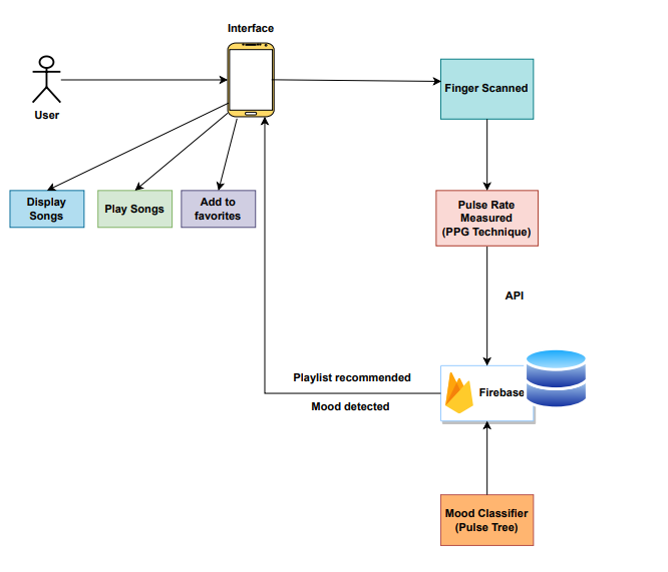 Interface
User
Finger Scanned
Display
Songs
Play Songs
Add to
favorites
Pulse Rate
Measured
(PPG Technique)
API
Playlist recommended
Mood detected
Firebase
Mood Classifier
(Pulse Tree)